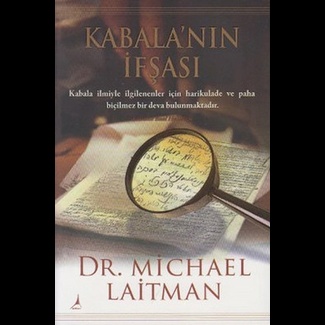 KABALA'NIN
İFŞASI
Kabala ilmiyle ilgilenenler için harikulade ve paha
biçilmez bir deva bulunmaktadır.
DR. MICHAEL
LAITMAN